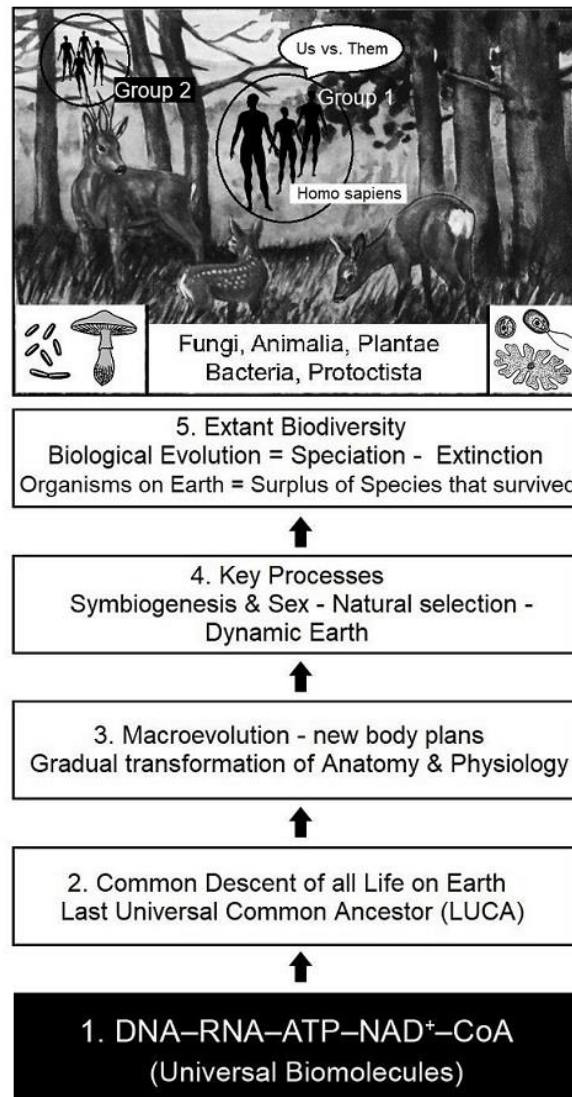 Us vs. Them
Group 2
Group 1
Homo sapiens
Fungi, Animalia, Plantae
Bacteria, Protoctista
5. Extant Biodiversity
Biological Evolution = Speciation - Extinction
Organisms on Earth = Surplus of Species that survived
4. Key Processes
Symbiogenesis & Sex - Natural selection -
Dynamic Earth
3. Macroevolution - new body plans
Gradual transformation of Anatomy & Physiology
2. Common Descent of all Life on Earth
Last Universal Common Ancestor (LUCA)
1. DNA–RNA–ATP–NAD⁺–CoA
(Universal Biomolecules)